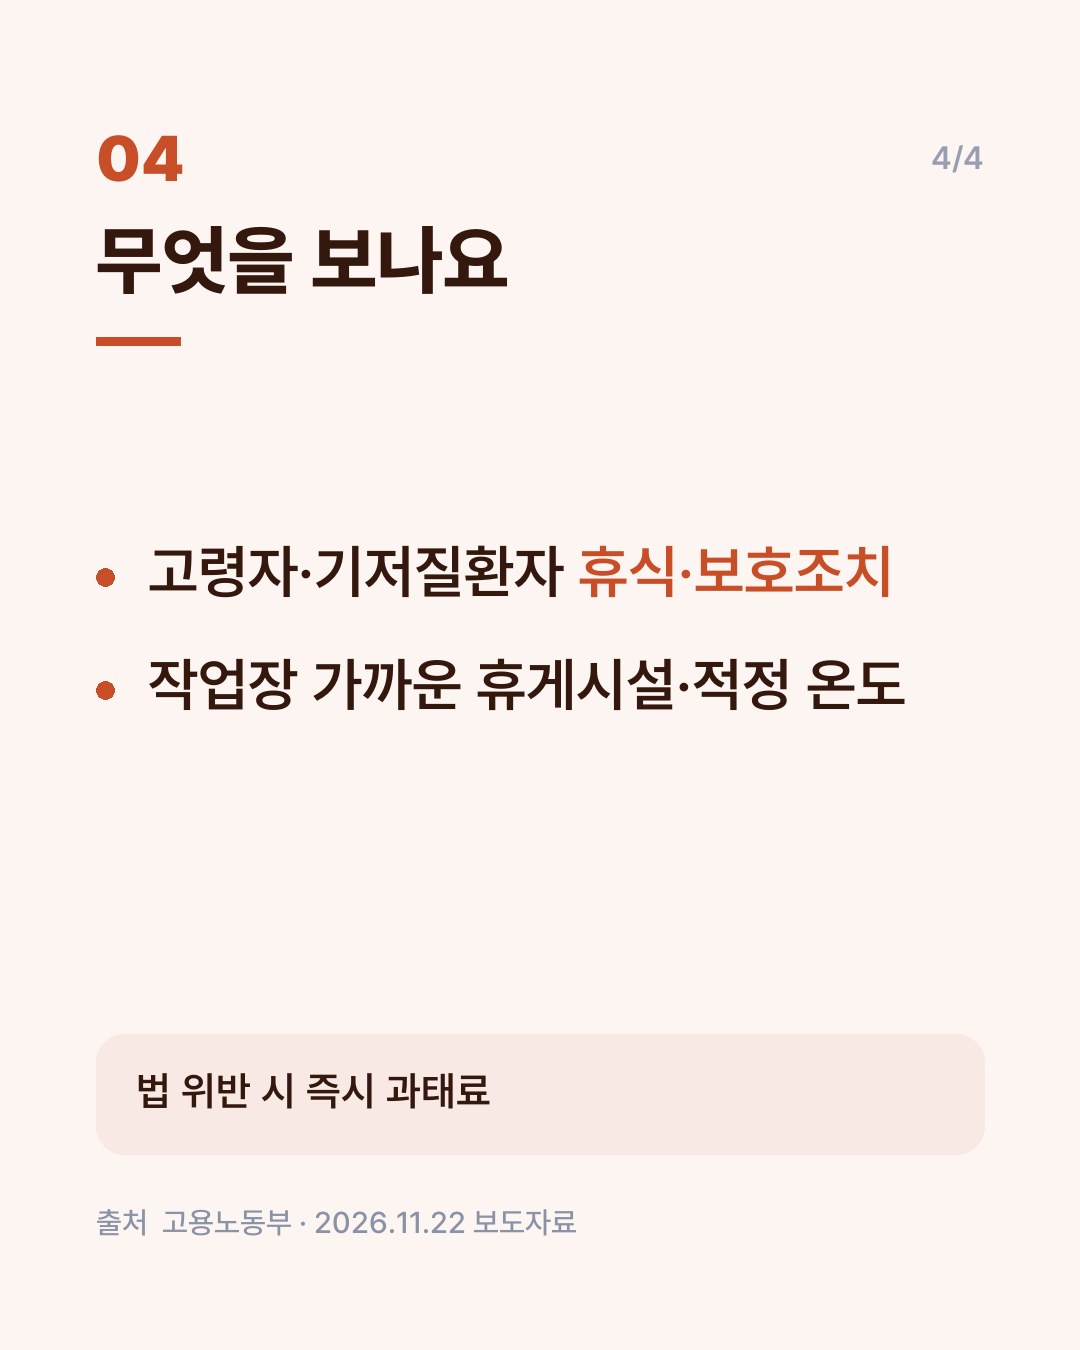 04
4/4
무엇을 보나요
고령자·기저질환자 휴식·보호조치
작업장 가까운 휴게시설·적정 온도
법 위반 시 즉시 과태료
출처 고용노동부 · 2026.11.22 보도자료